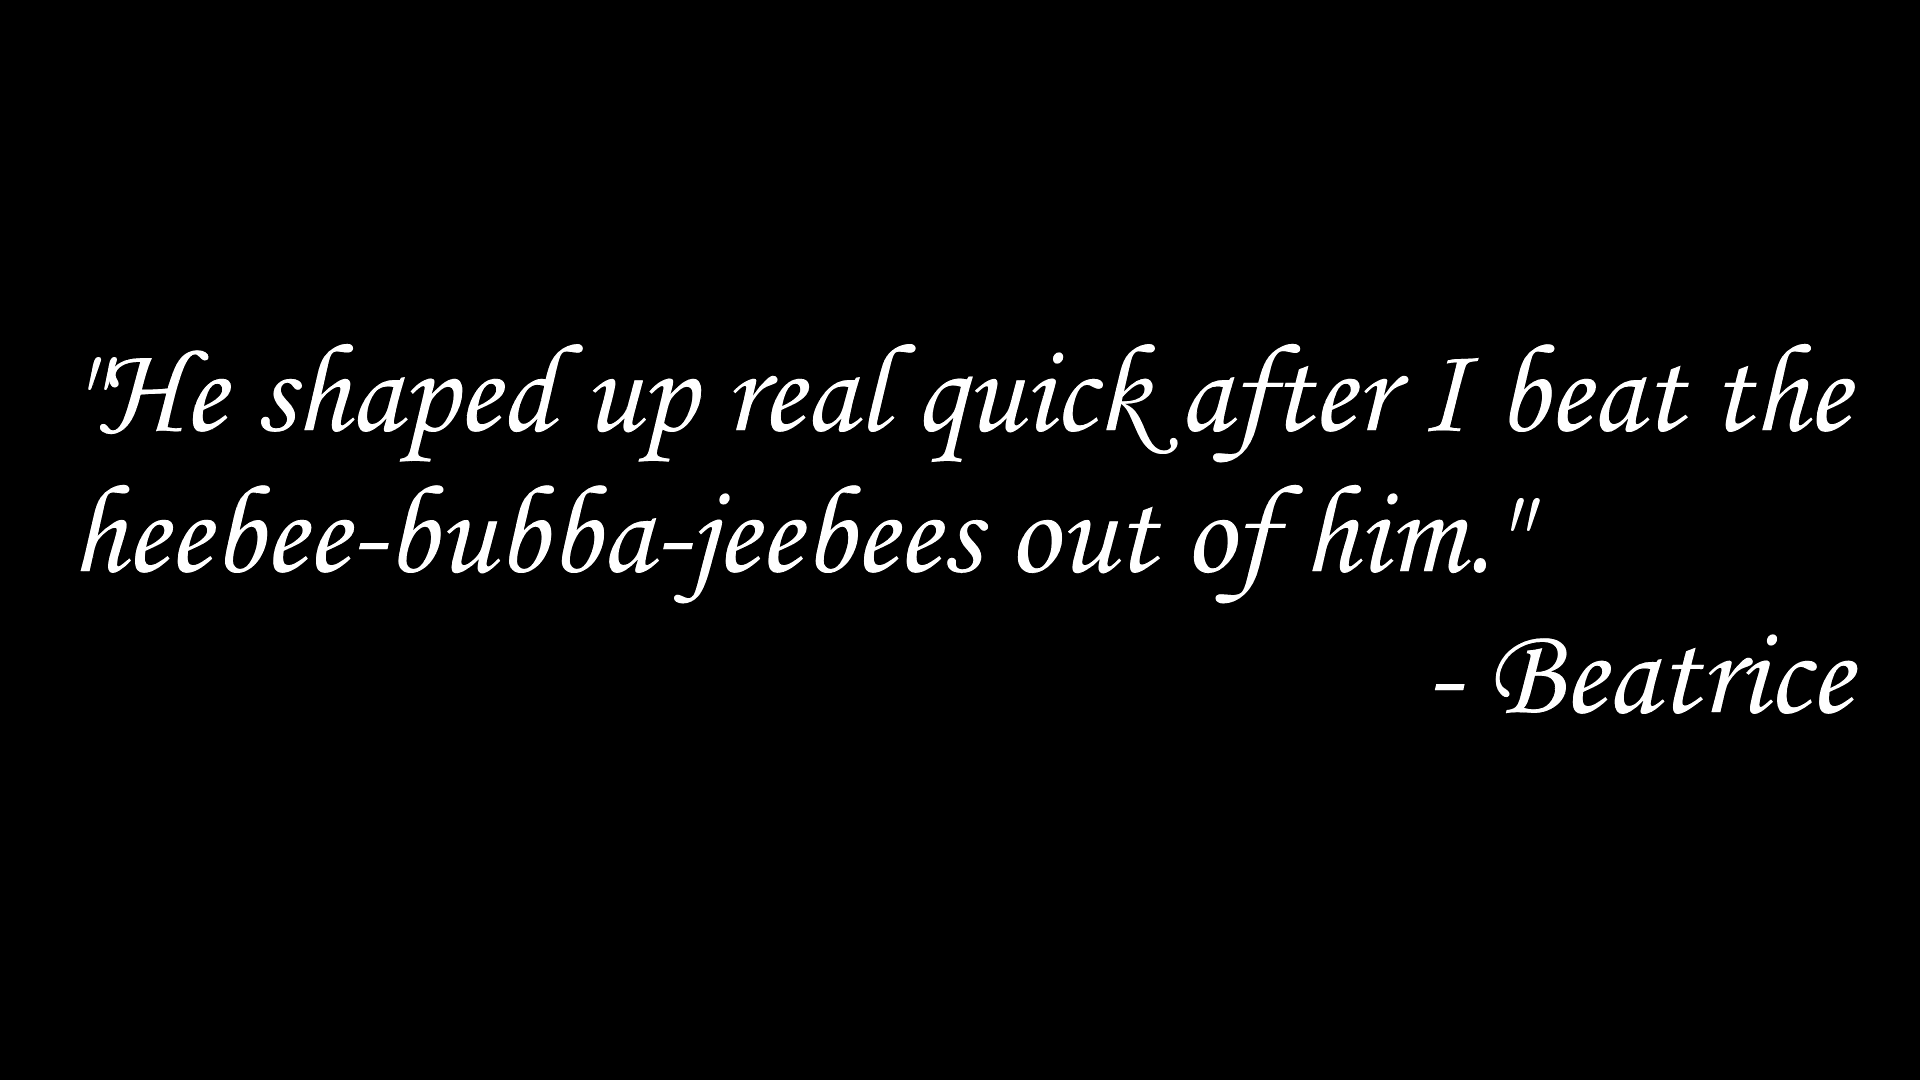 "He shaped up real quick after I beat the
heebee-bubba-jeebees out of him."
- Beatrice